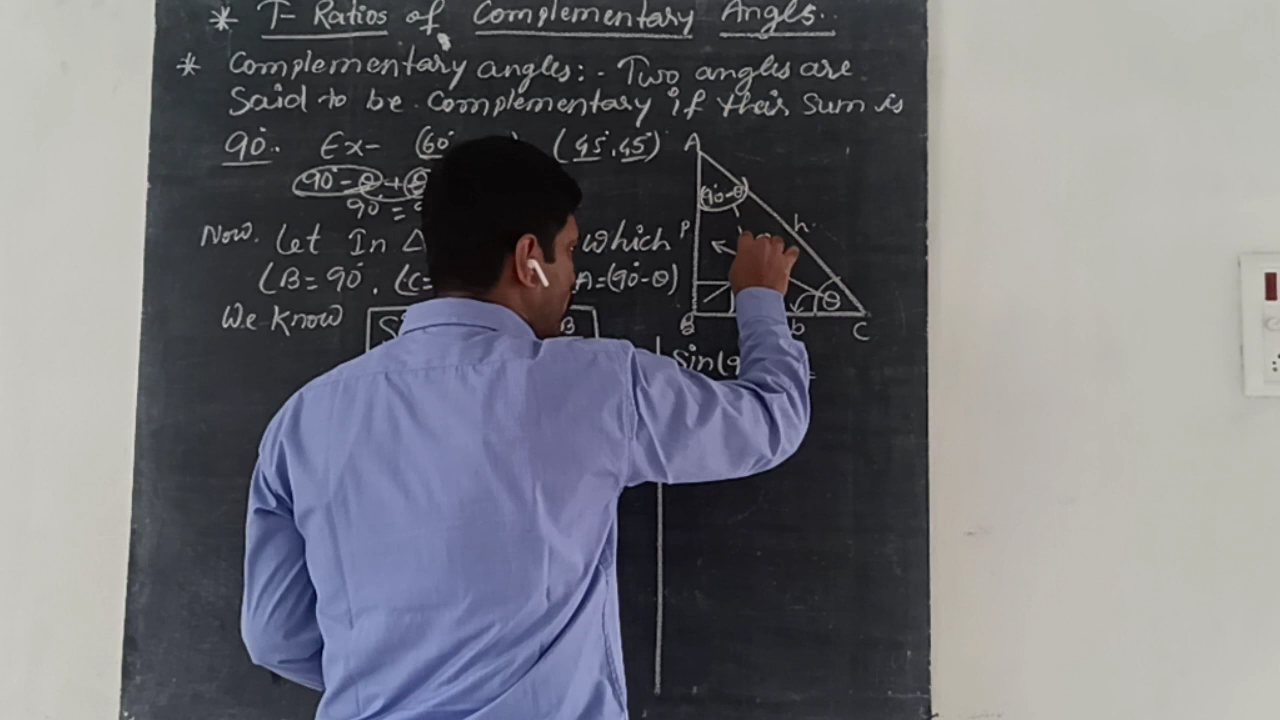 * T- Ratios of Complementary Angls..
* Complementary angles:- Two angles are
Said to be Complementary if their Sum is
90°. Ex- (60° ) (45°, 45°)
90° - θ + θ
90° =
Now. Let In Δ which
∠B = 90°, ∠C= A=(90°-θ)
We Know S B
A
(90°-θ)
P
h
θ
B b C
Sin(9 =